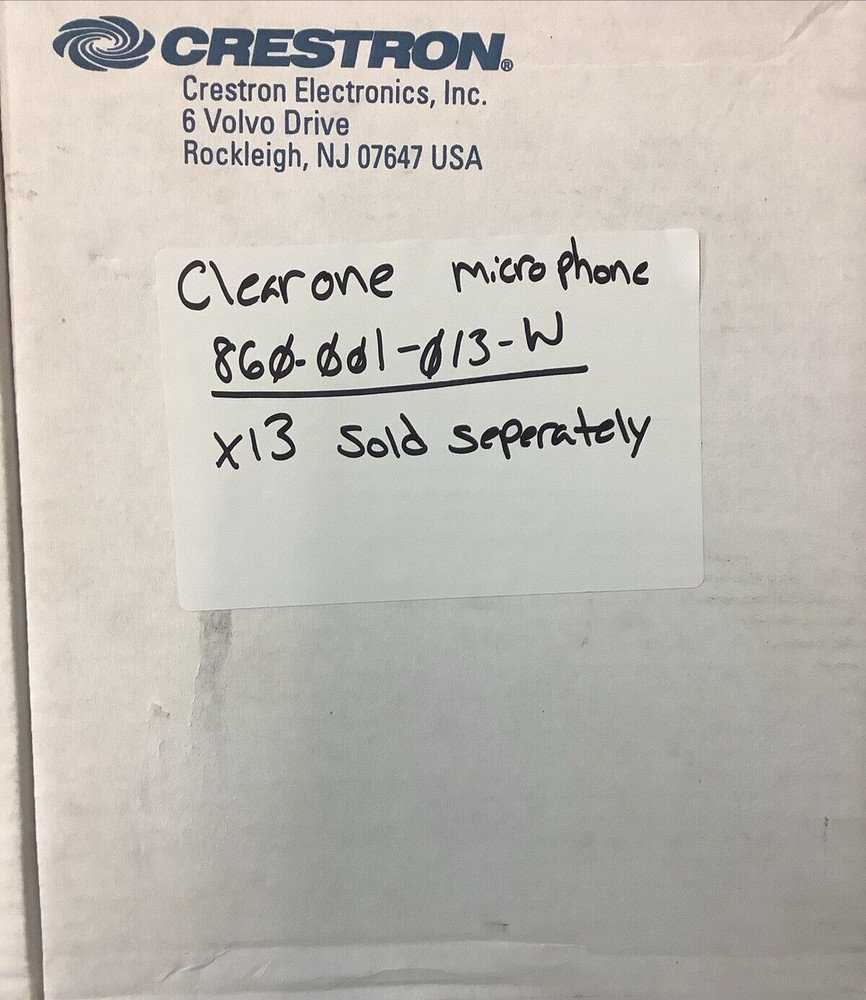 CRESTRON®
Crestron Electronics, Inc.
6 Volvo Drive
Rockleigh, NJ 07647 USA
Clearone microphone
860-001-013-W
x13 Sold seperately